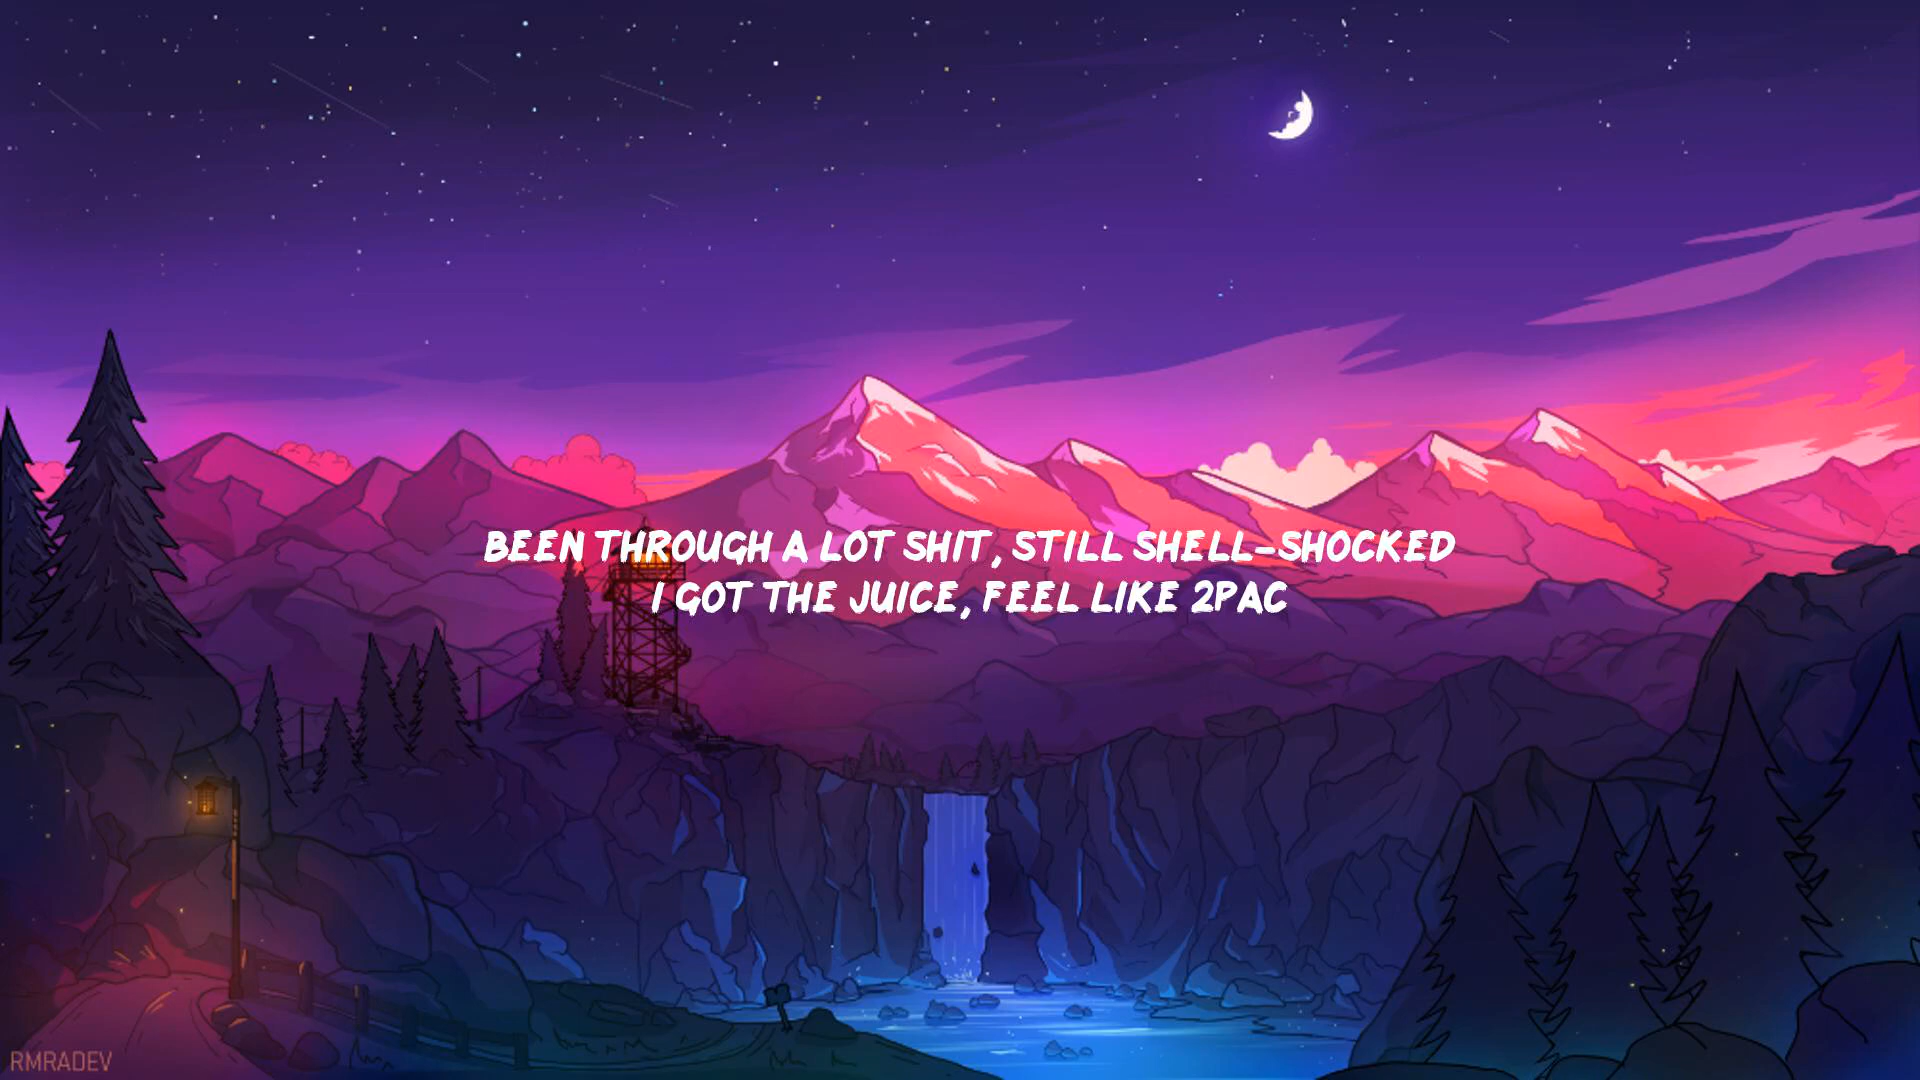 BEEN THROUGH A LOT SHIT, STILL SHELL-SHOCKED
I GOT THE JUICE, FEEL LIKE 2PAC
RMRADEV